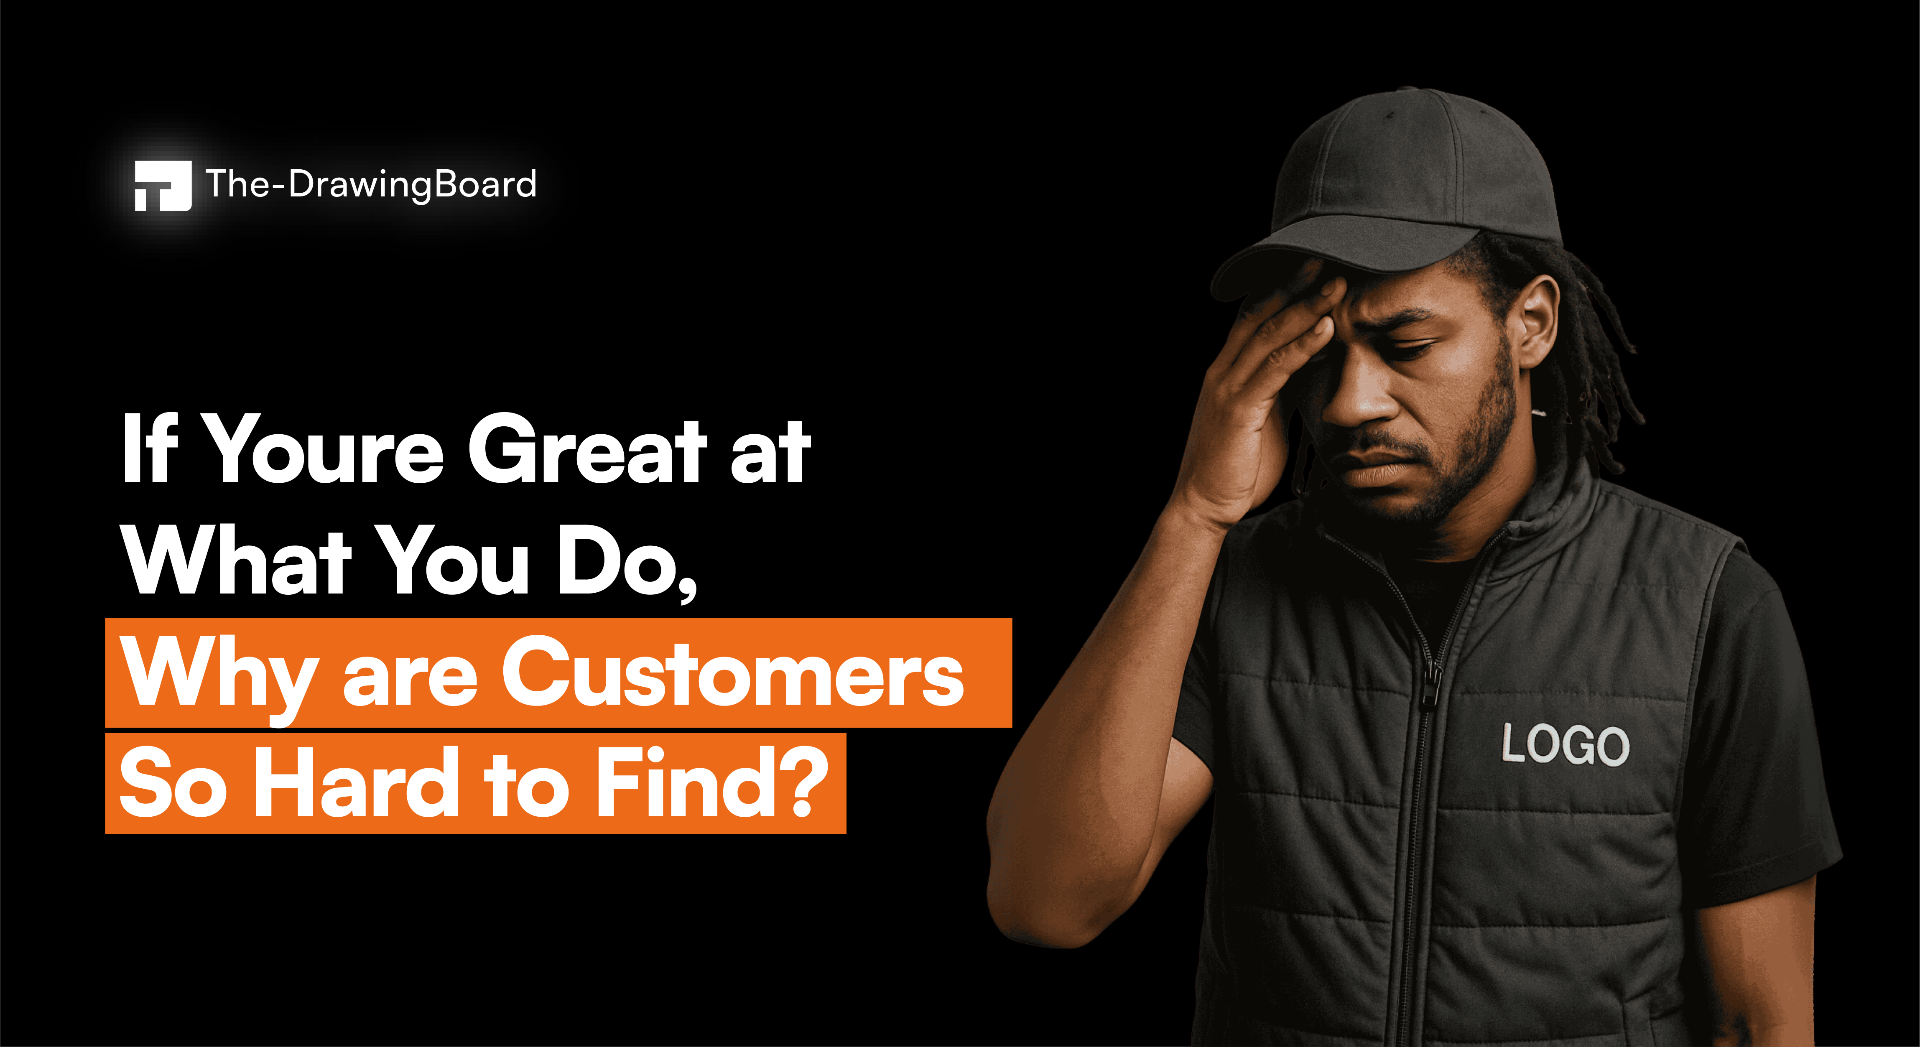 The-DrawingBoard
If Youre Great at
What You Do,
Why are Customers
So Hard to Find?
LOGO